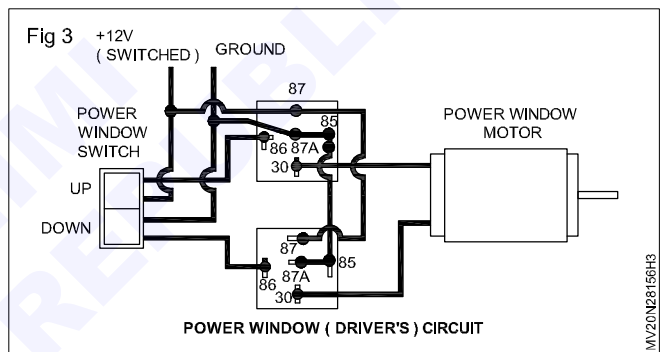 Fig 3
+12V
( SWITCHED )
GROUND
POWER
WINDOW
SWITCH
UP
DOWN
87
85
86
87A
30
87
85
87A
86
30
POWER WINDOW
MOTOR
POWER WINDOW ( DRIVER'S ) CIRCUIT
MV20N28156H3